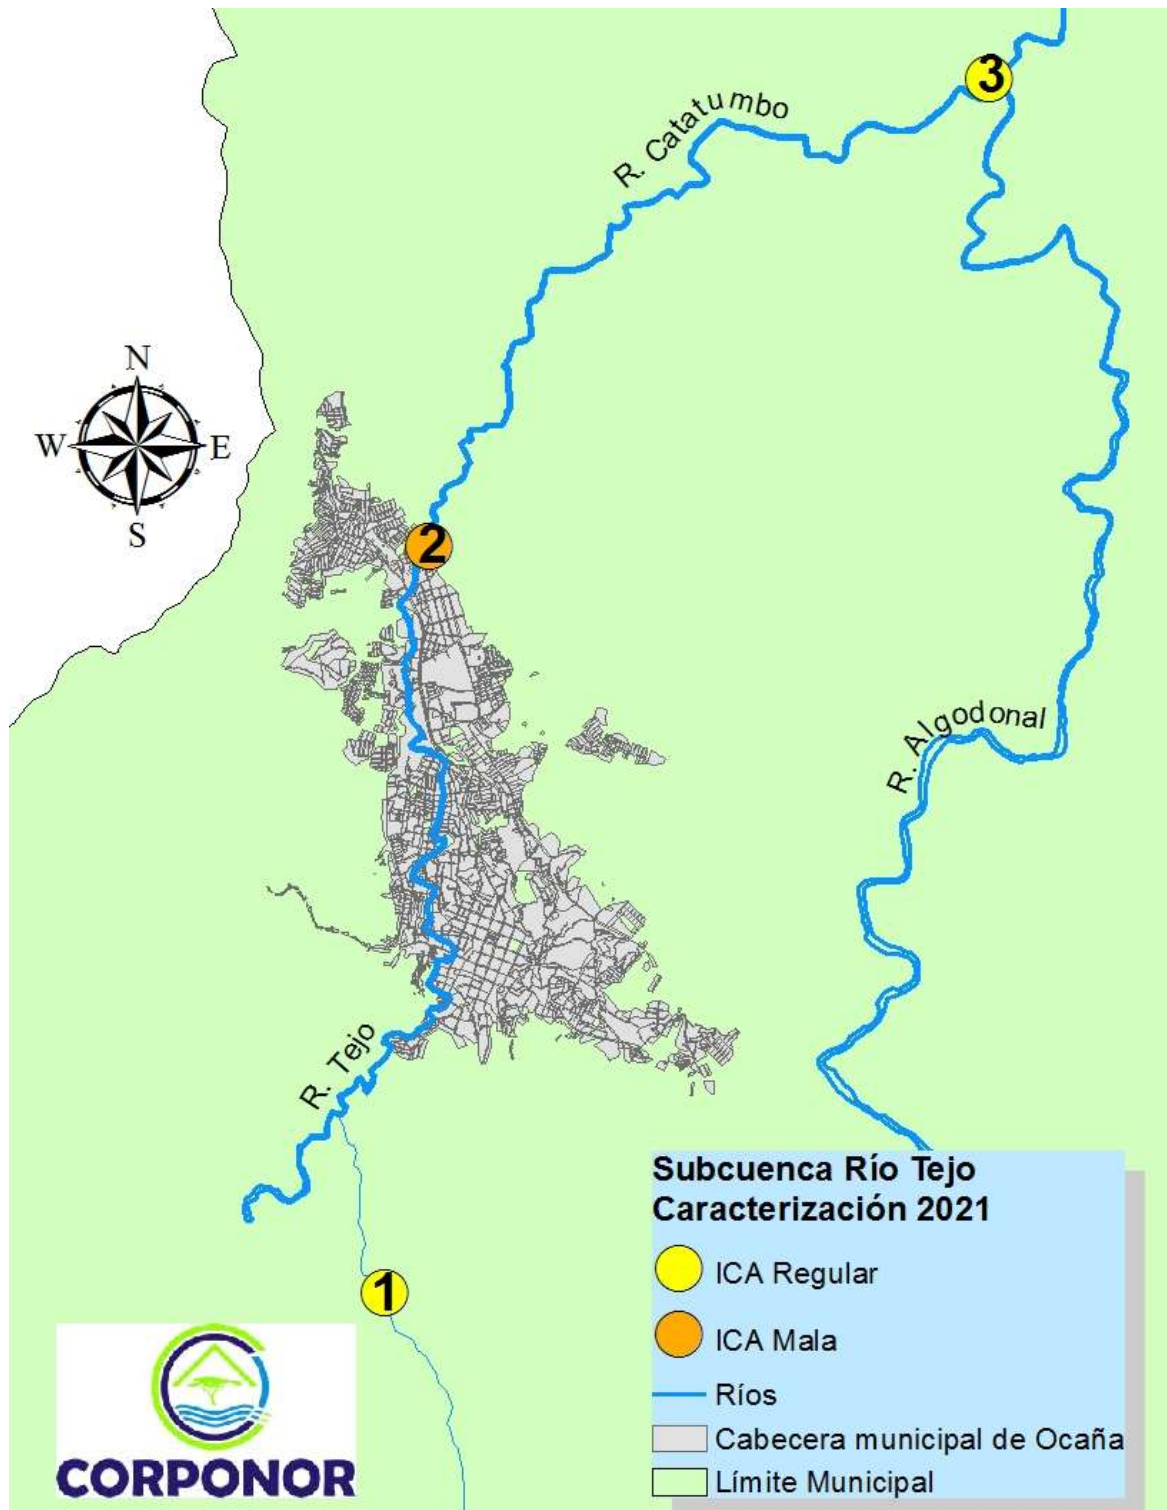 3
R. Catatumbo
N
W
E
S
2
R. Algodonal
R. Tejo
1
Subcuenca Río Tejo
Caracterización 2021
ICA Regular
ICA Mala
Ríos
Cabecera municipal de Ocaña
Límite Municipal
CORPONOR